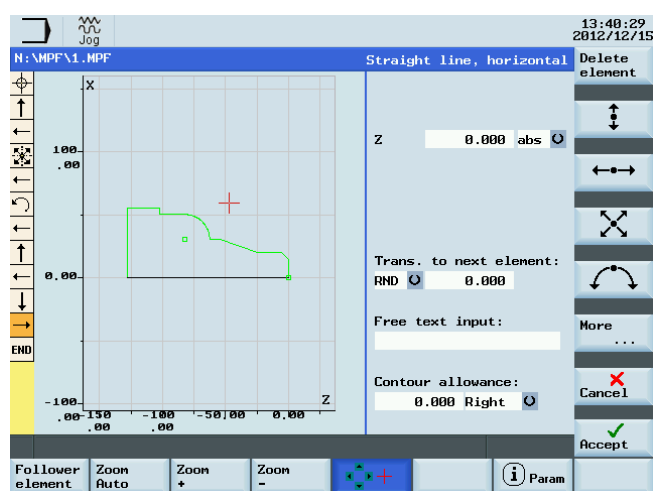 Jog
13:40:29
2012/12/15
N:\MPF\1.MPF
Straight line, horizontal
Delete
element
X
Z 0.000 abs
100
.00
Trans. to next element:
0,00
RND 0.000
Free text input:
More
...
END
Contour allowance:
Cancel
Z
0.000 Right
-100
.00
-150
.00
-100
.00
-50,00
0,00
Accept
Follower
element
Zoom
Auto
Zoom
+
Zoom
-
i Param